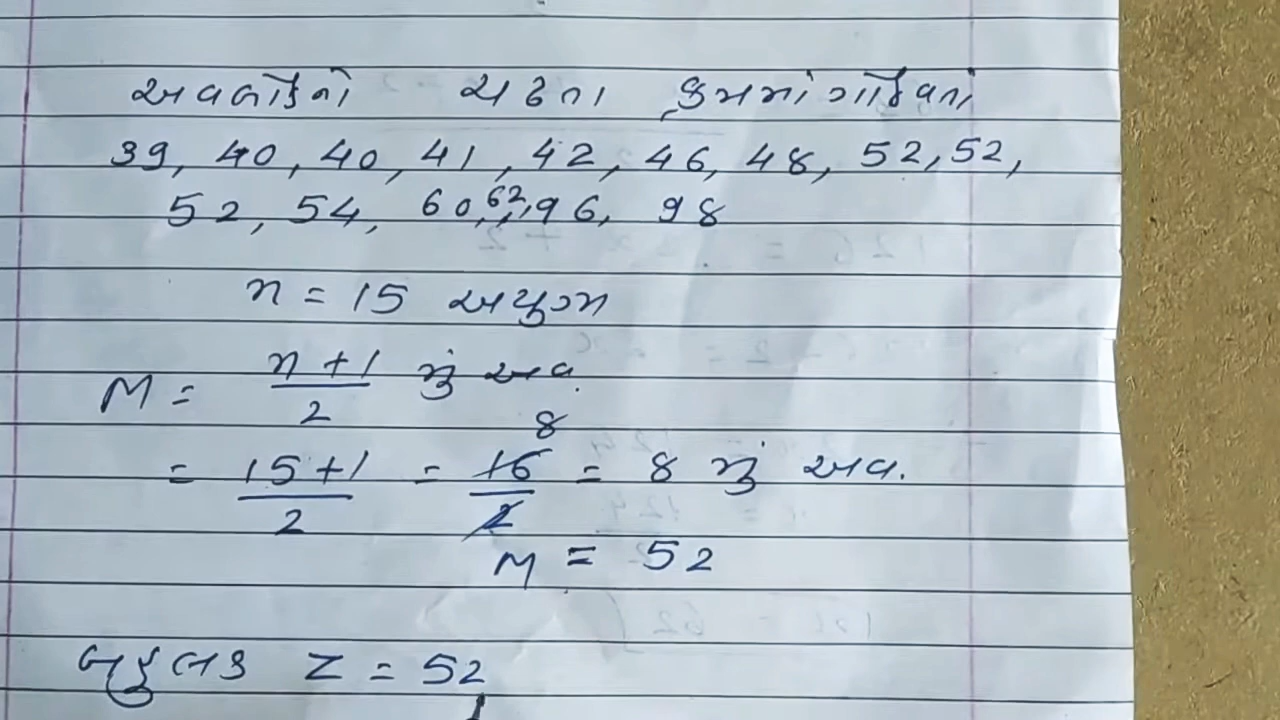 અવલોકનો ચઢતા ક્રમમાં ગોઠવતાં
39, 40, 40, 41, 42, 46, 48, 52, 52,
52, 54, 60, 62, 96, 98
n = 15 અયુગ્મ
M = n + 1 / 2 મું અવ.
= 15 + 1 / 2 = 16 / 2 8 = 8 મું અવ.
M = 52
બહુલક Z = 52